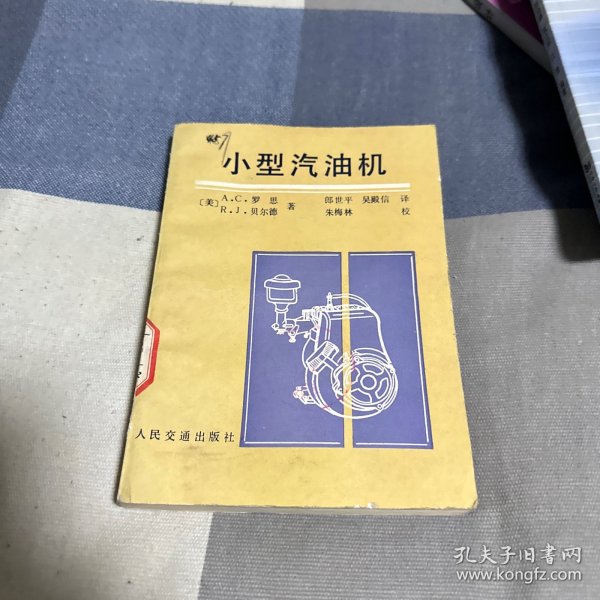 小型汽油机
〔美〕A.C.罗思 著 郎世平 吴殿信 译
R.J.贝尔德 朱梅林 校
人民交通出版社
孔夫子旧书网
www.kongfz.com